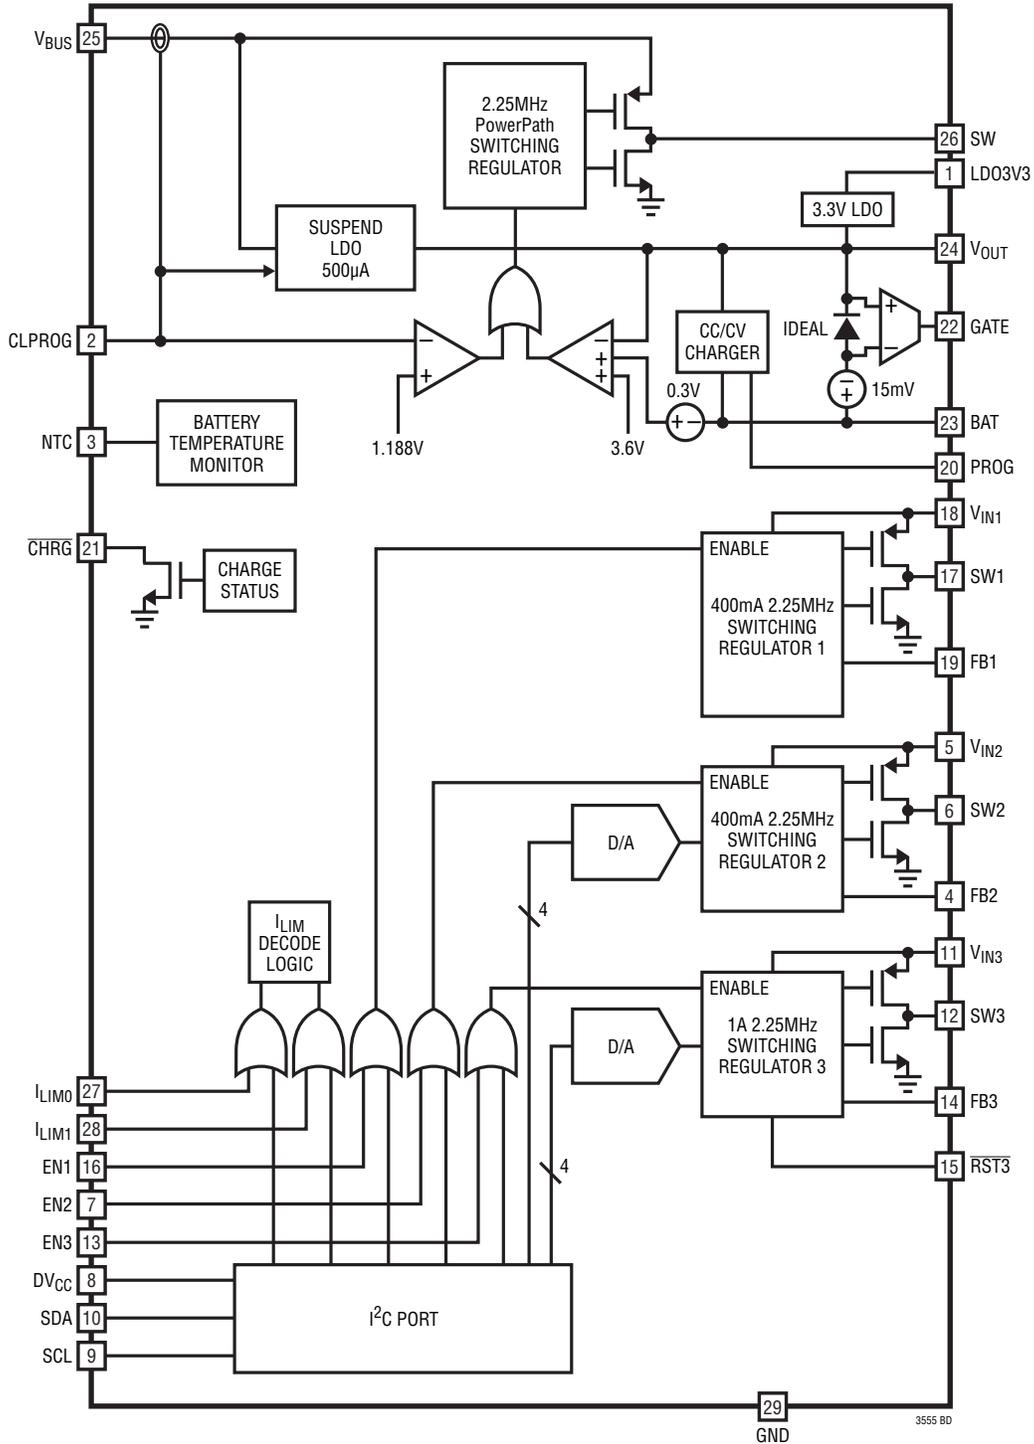 VBUS 25
2.25MHz
PowerPath
SWITCHING
REGULATOR
26 SW
1 LDO3V3
3.3V LDO
SUSPEND
LDO
500µA
24 VOUT
CLPROG 2
−
+
1.188V
−
+
+
3.6V
CC/CV
CHARGER
IDEAL
+
−
22 GATE
0.3V
+ −
−
+
15mV
23 BAT
20 PROG
NTC 3
BATTERY
TEMPERATURE
MONITOR
CHRG 21
CHARGE
STATUS
18 VIN1
ENABLE
400mA 2.25MHz
SWITCHING
REGULATOR 1
17 SW1
19 FB1
5 VIN2
ENABLE
400mA 2.25MHz
SWITCHING
REGULATOR 2
D/A
6 SW2
4 FB2
4
ILIM
DECODE
LOGIC
11 VIN3
ENABLE
1A 2.25MHz
SWITCHING
REGULATOR 3
D/A
12 SW3
14 FB3
15 RST3
4
ILIM0 27
ILIM1 28
EN1 16
EN2 7
EN3 13
DVCC 8
SDA 10
SCL 9
I2C PORT
29
GND
3555 BD